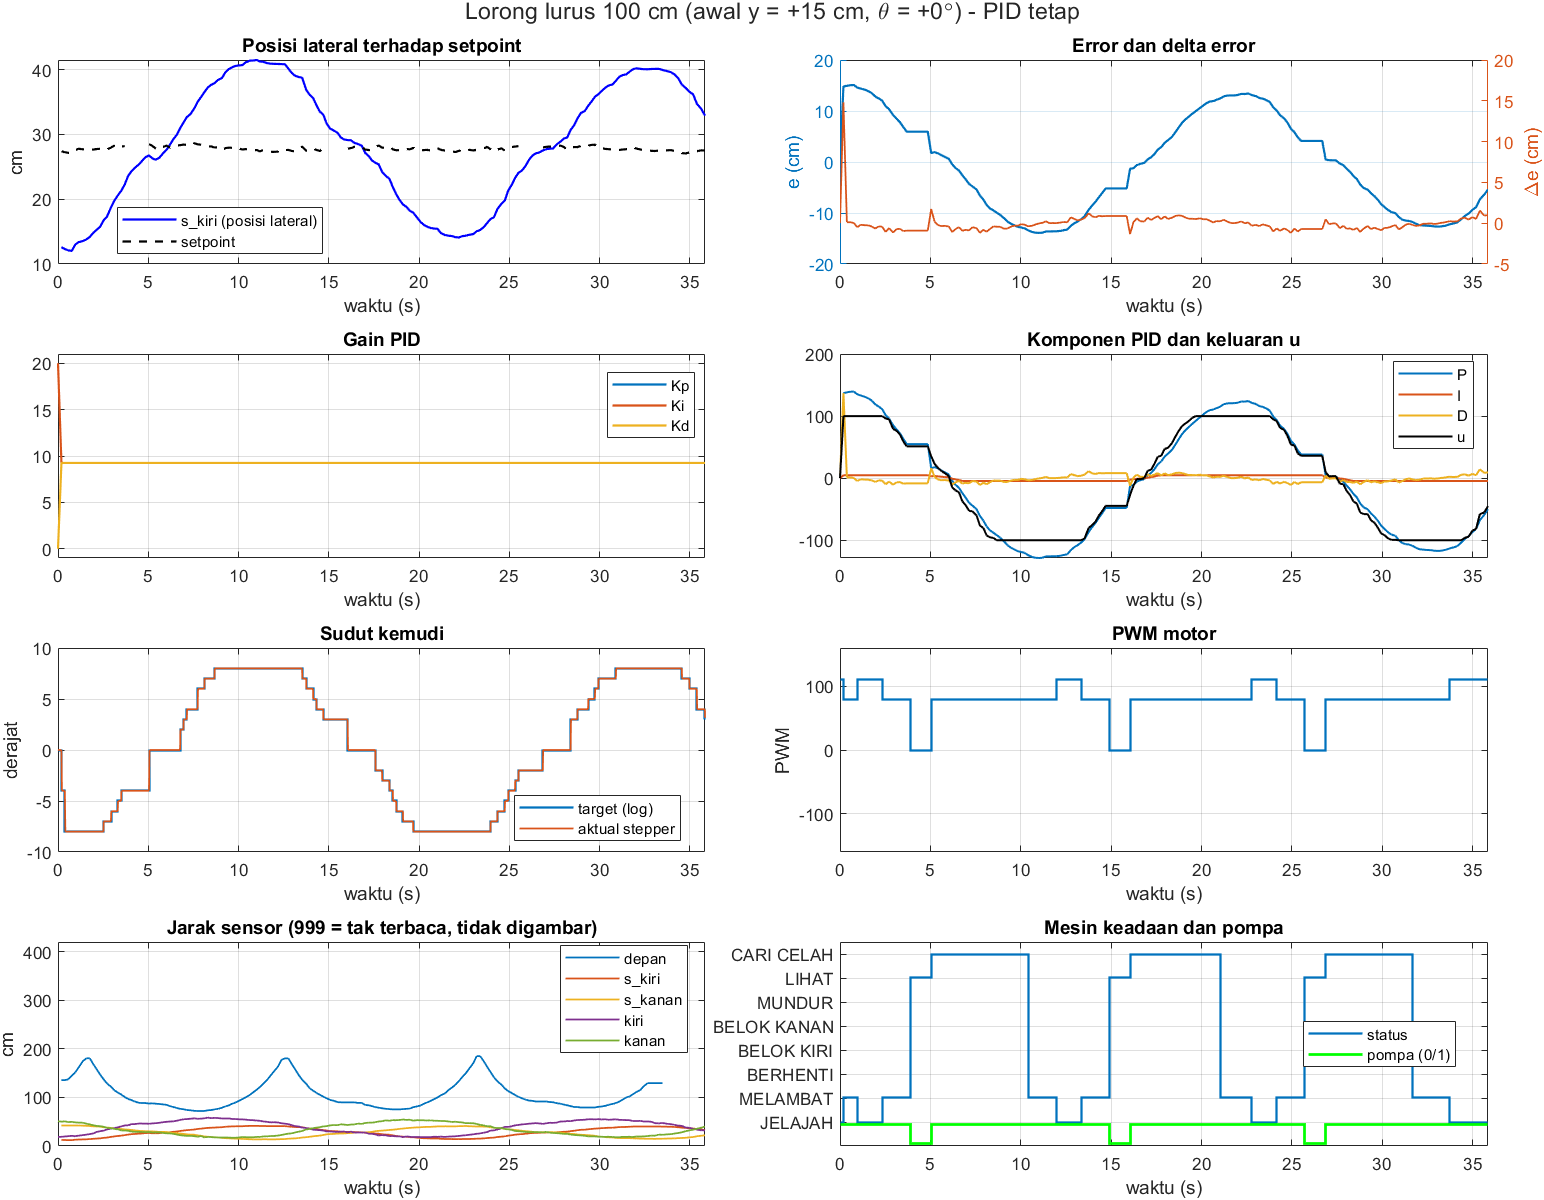 Lorong lurus 100 cm (awal y = +15 cm, θ = +0°) - PID tetap
Posisi lateral terhadap setpoint
40
30
20
10
cm
s_kiri (posisi lateral)
setpoint
0 5 10 15 20 25 30 35
waktu (s)
Error dan delta error
20
10
0
-10
-20
e (cm)
20
15
10
5
0
-5
Δe (cm)
0 5 10 15 20 25 30 35
waktu (s)
Gain PID
20
15
10
5
0
Kp
Ki
Kd
0 5 10 15 20 25 30 35
waktu (s)
Komponen PID dan keluaran u
200
100
0
-100
P
I
D
u
0 5 10 15 20 25 30 35
waktu (s)
Sudut kemudi
10
5
0
-5
-10
derajat
target (log)
aktual stepper
0 5 10 15 20 25 30 35
waktu (s)
PWM motor
100
0
-100
PWM
0 5 10 15 20 25 30 35
waktu (s)
Jarak sensor (999 = tak terbaca, tidak digambar)
400
300
200
100
0
cm
depan
s_kiri
s_kanan
kiri
kanan
0 5 10 15 20 25 30 35
waktu (s)
Mesin keadaan dan pompa
CARI CELAH
LIHAT
MUNDUR
BELOK KANAN
BELOK KIRI
BERHENTI
MELAMBAT
JELAJAH
status
pompa (0/1)
0 5 10 15 20 25 30 35
waktu (s)